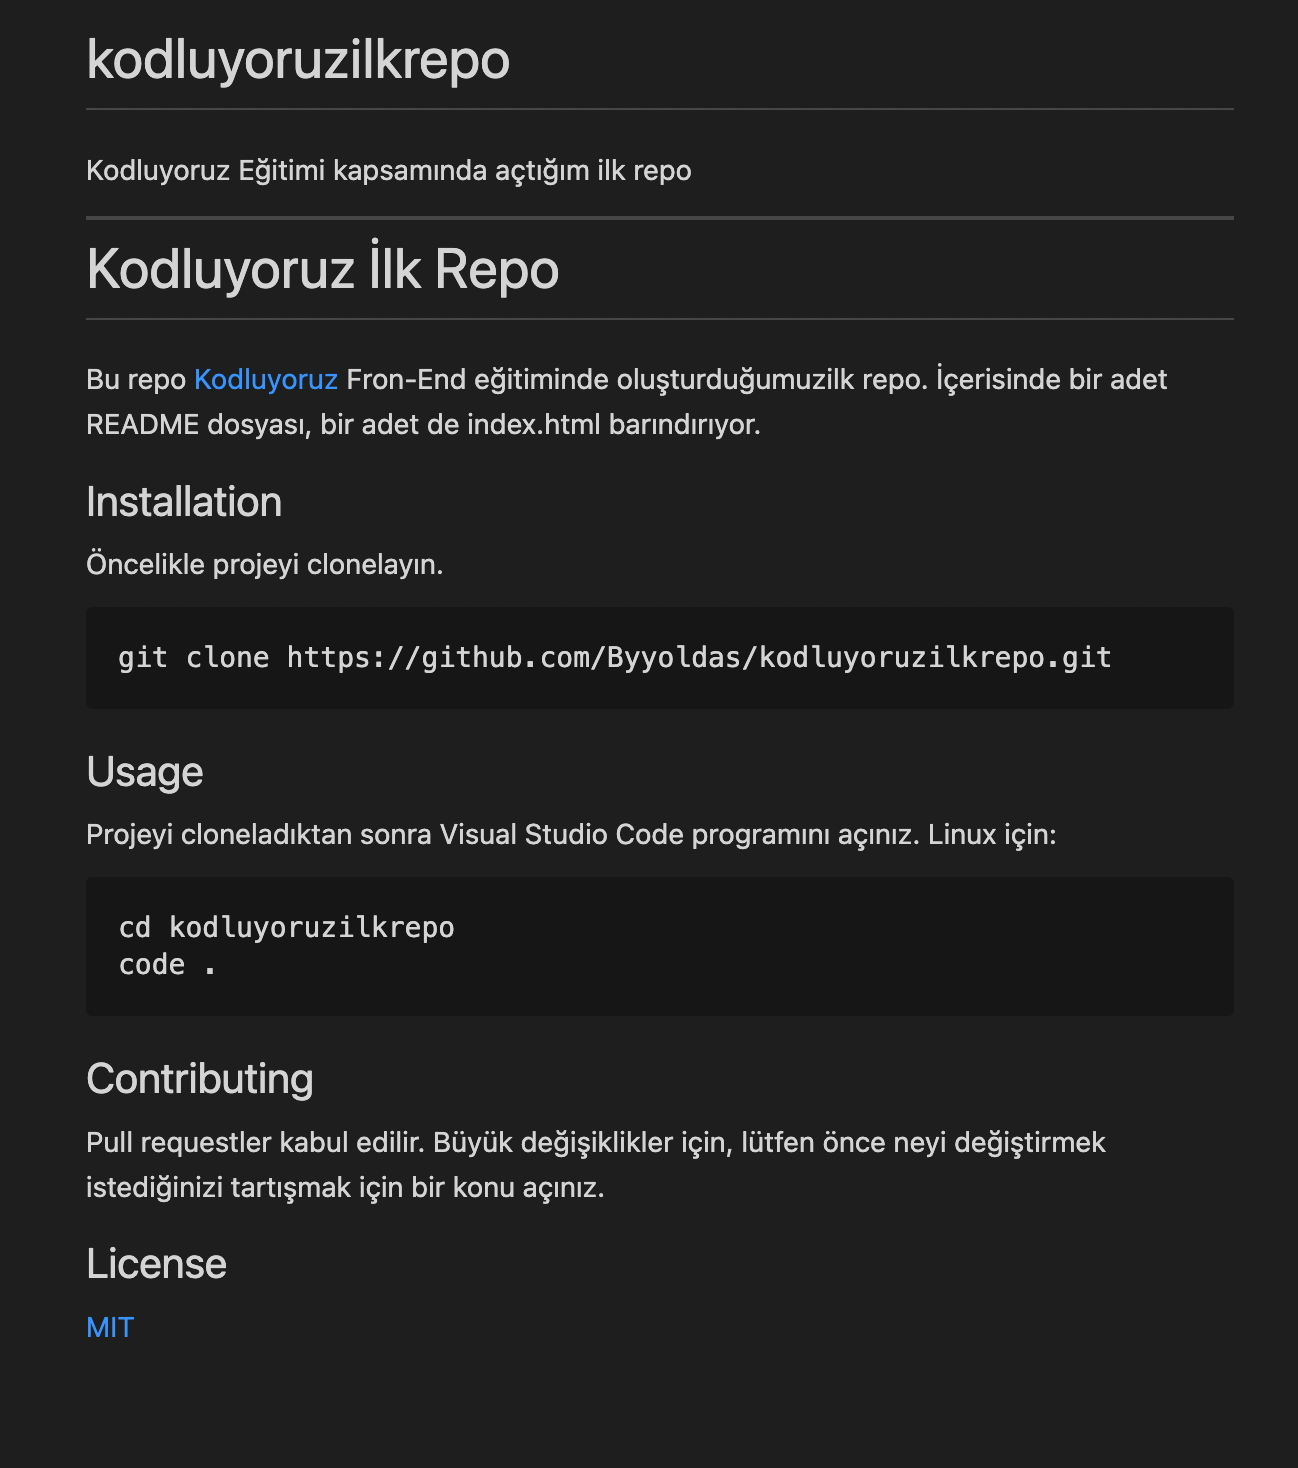 kodluyoruzilkrepo
Kodluyoruz Eğitimi kapsamında açtığım ilk repo
Kodluyoruz İlk Repo
Bu repo Kodluyoruz Fron-End eğitiminde oluşturduğumuzilk repo. İçerisinde bir adet
README dosyası, bir adet de index.html barındırıyor.
Installation
Öncelikle projeyi clonelayın.
git clone https://github.com/Byyoldas/kodluyoruzilkrepo.git
Usage
Projeyi cloneladıktan sonra Visual Studio Code programını açınız. Linux için:
cd kodluyoruzilkrepo
code .
Contributing
Pull requestler kabul edilir. Büyük değişiklikler için, lütfen önce neyi değiştirmek
istediğinizi tartışmak için bir konu açınız.
License
MIT